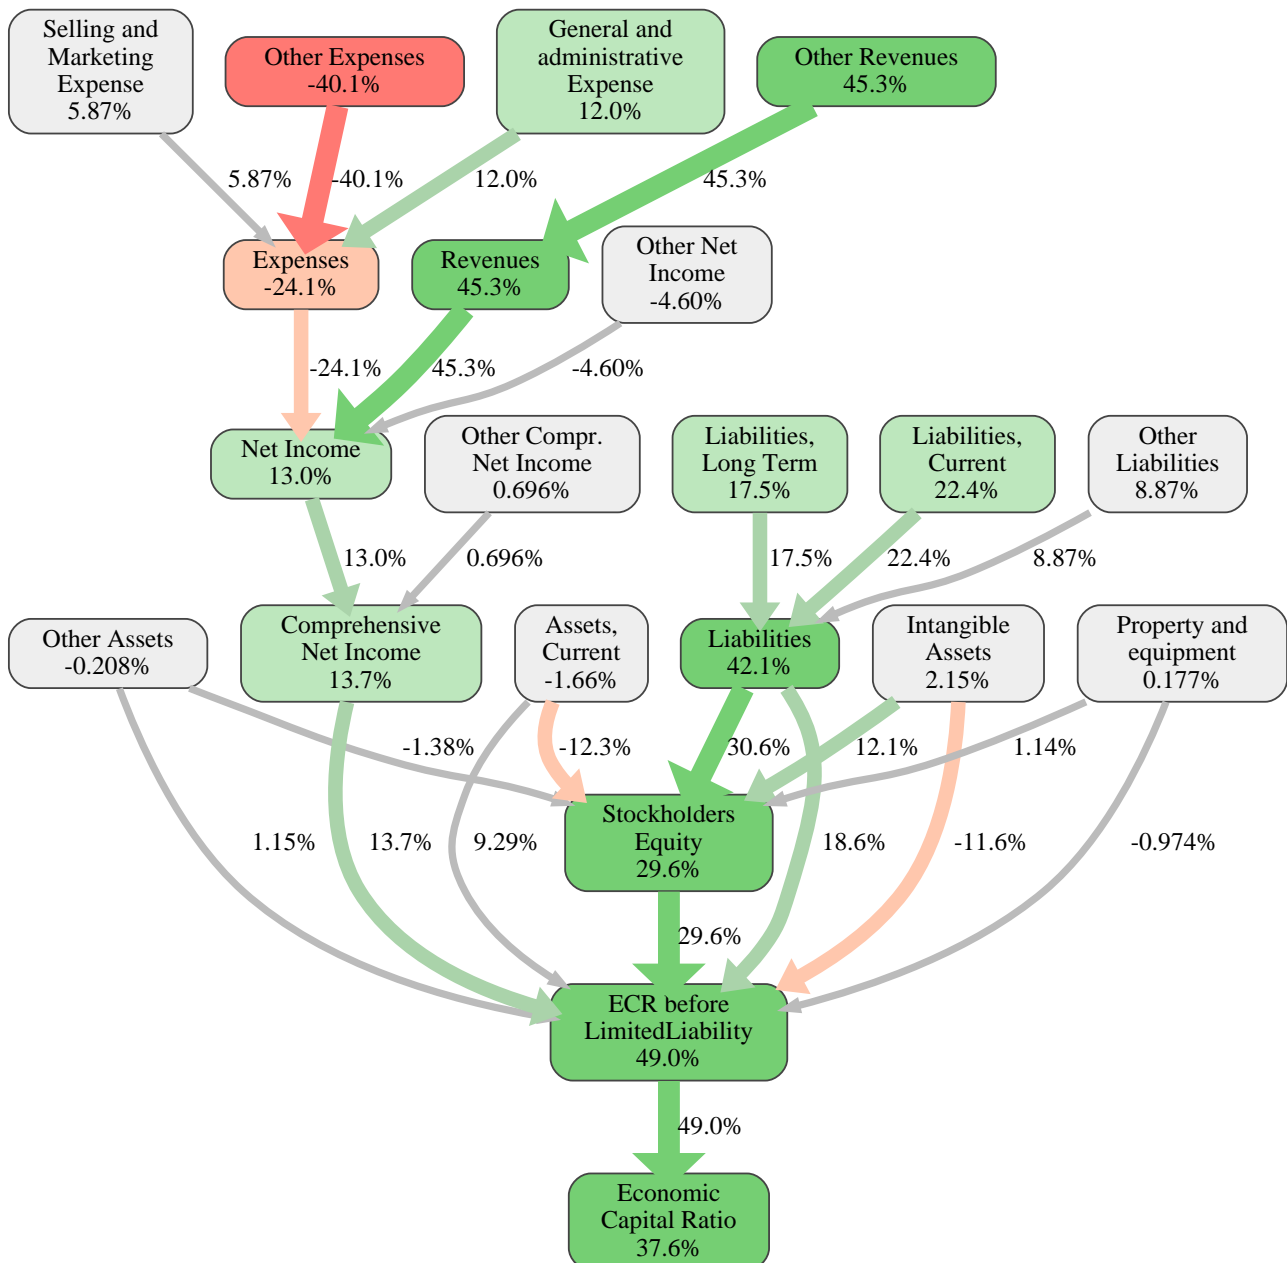 Selling and
Marketing
Expense
5.87%
Other Expenses
-40.1%
General and
administrative
Expense
12.0%
Other Revenues
45.3%
5.87%
-40.1%
12.0%
45.3%
Expenses
-24.1%
Revenues
45.3%
Other Net
Income
-4.60%
-24.1%
45.3%
-4.60%
Net Income
13.0%
Other Compr.
Net Income
0.696%
Liabilities,
Long Term
17.5%
Liabilities,
Current
22.4%
Other
Liabilities
8.87%
13.0%
0.696%
17.5%
22.4%
8.87%
Other Assets
-0.208%
Comprehensive
Net Income
13.7%
Assets,
Current
-1.66%
Liabilities
42.1%
Intangible
Assets
2.15%
Property and
equipment
0.177%
-1.38%
-12.3%
30.6%
12.1%
1.14%
Stockholders
Equity
29.6%
1.15%
13.7%
9.29%
18.6%
-11.6%
-0.974%
29.6%
ECR before
LimitedLiability
49.0%
49.0%
Economic
Capital Ratio
37.6%